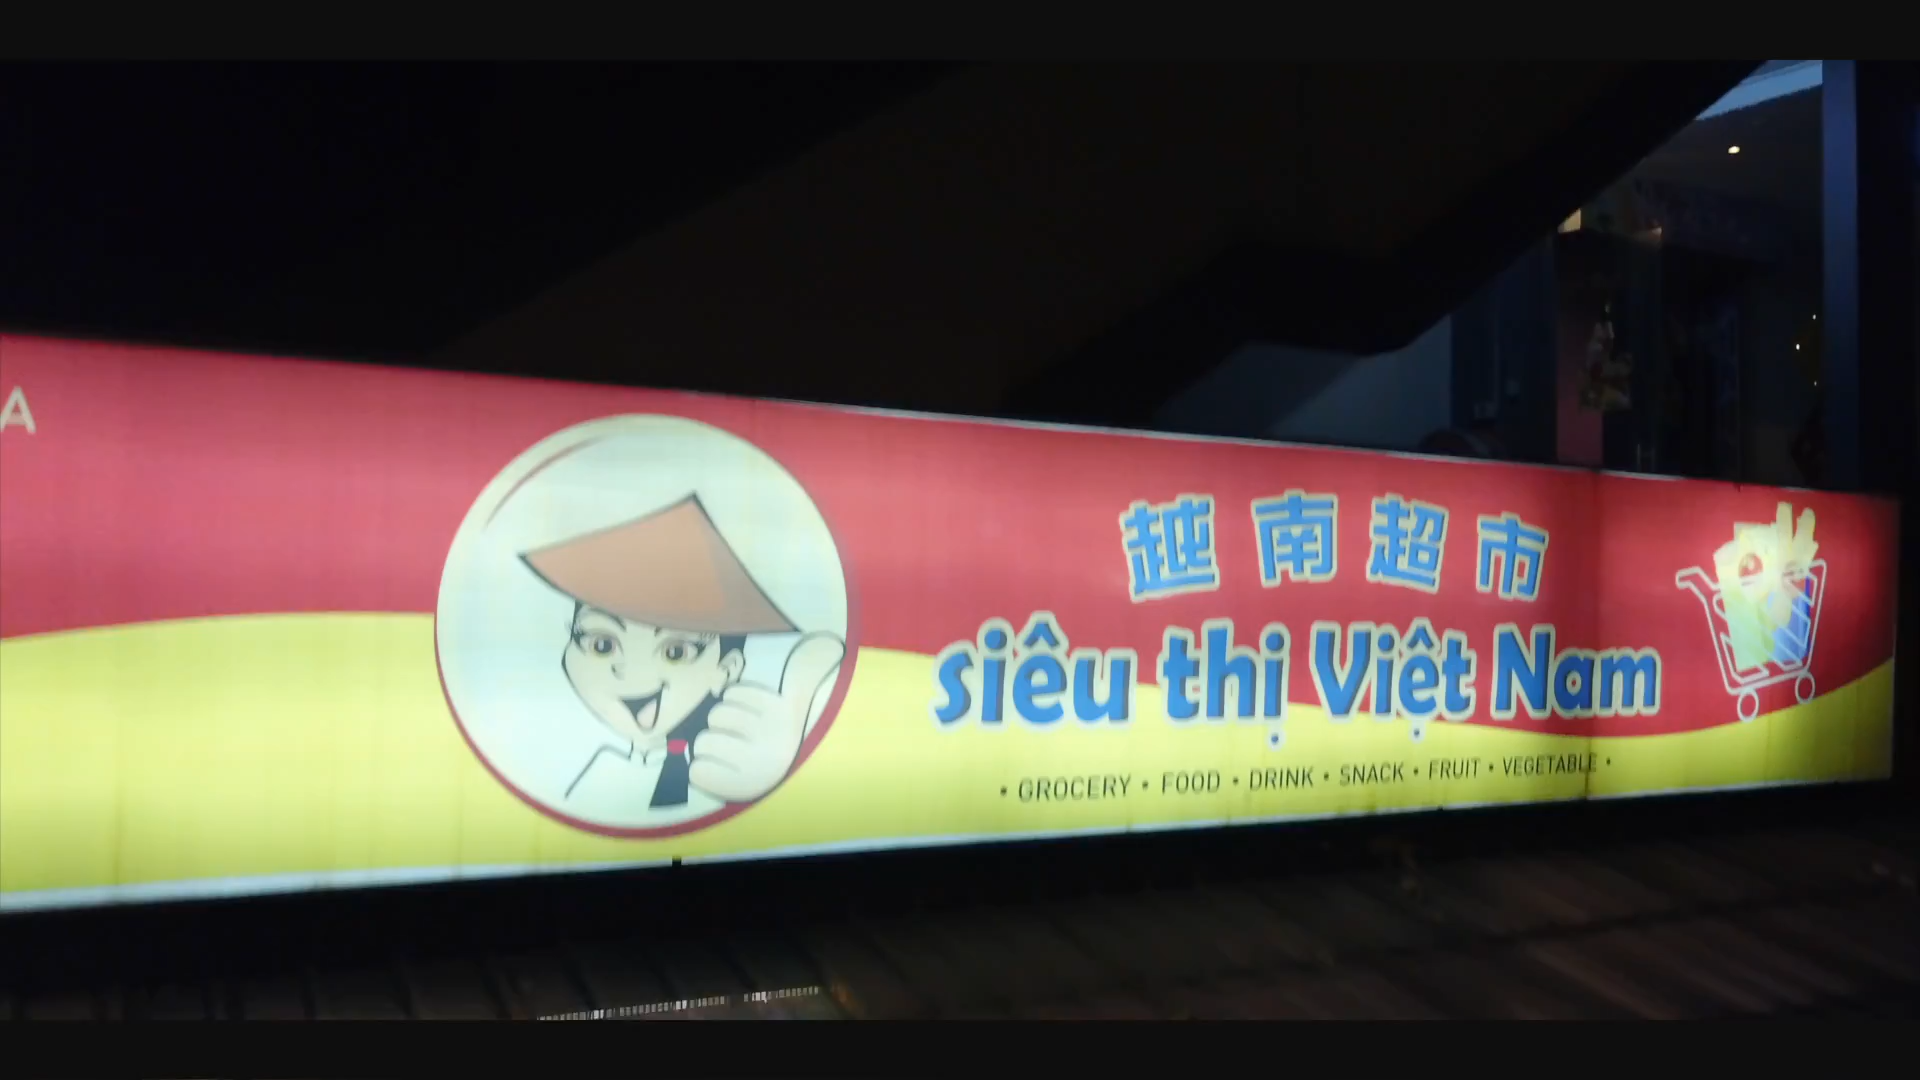 A
越南超市
siêu thị Việt Nam
• GROCERY • FOOD • DRINK • SNACK • FRUIT • VEGETABLE •